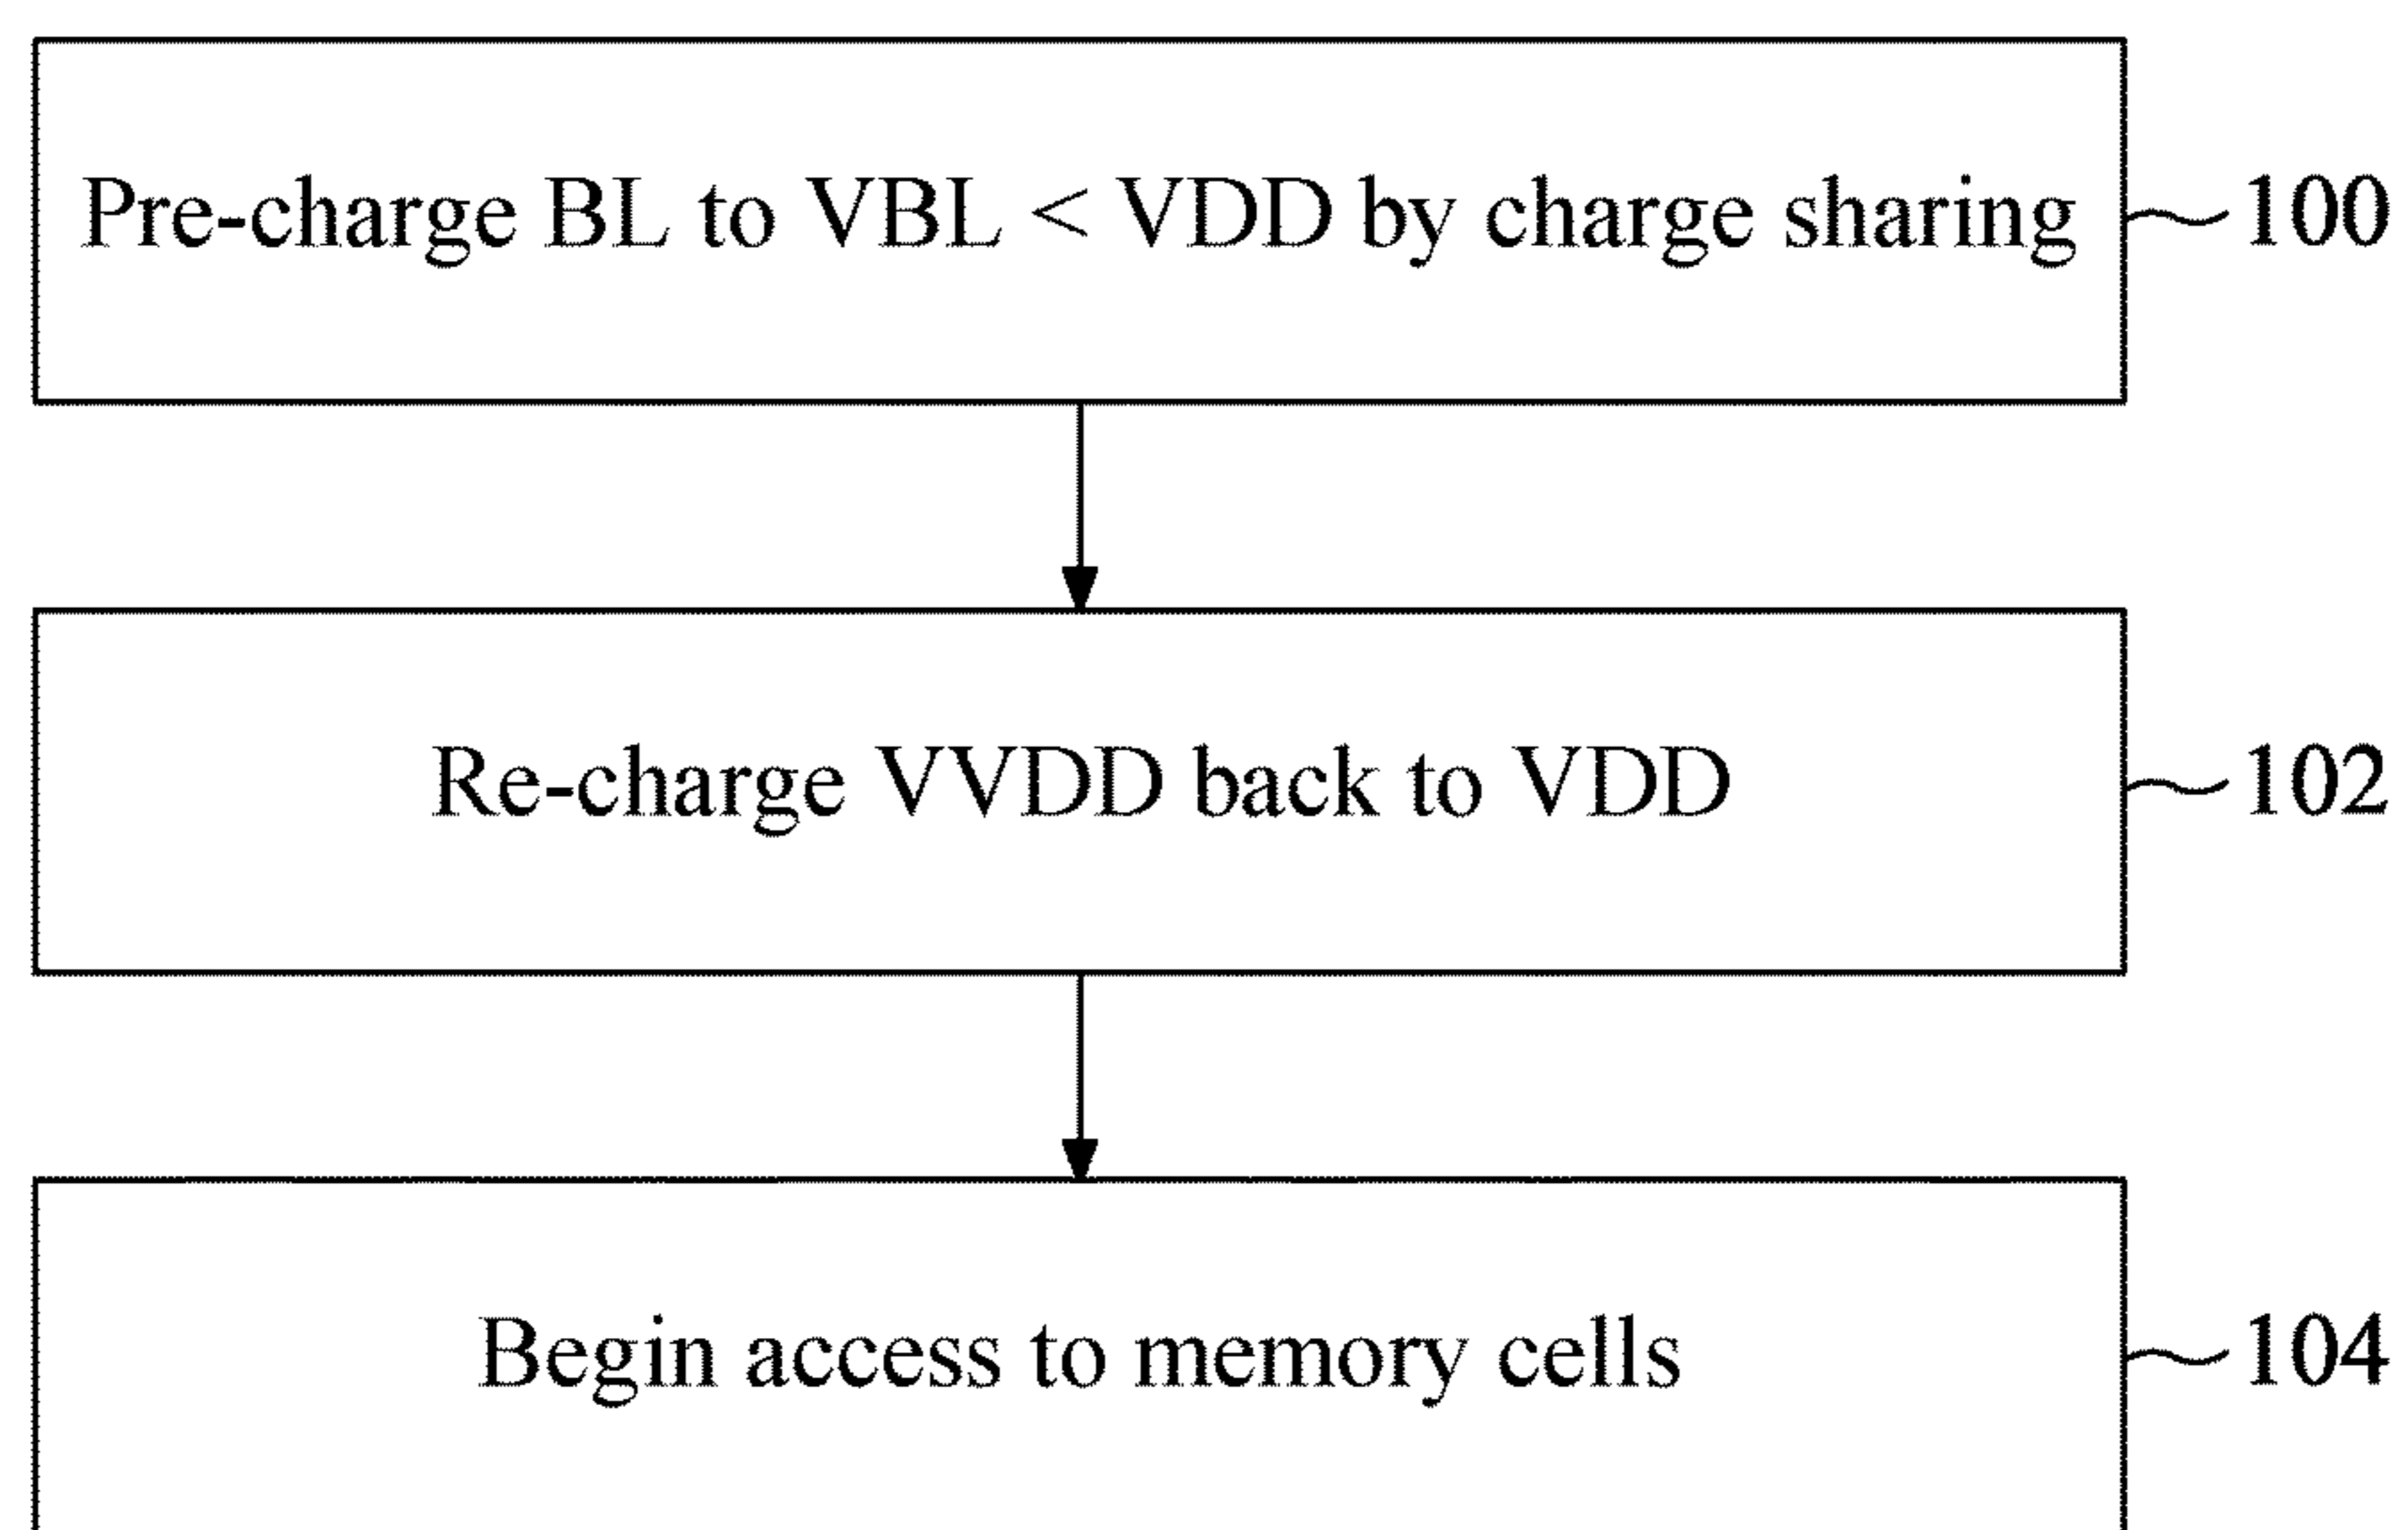 Pre-charge BL to VBL < VDD by charge sharing 100
Re-charge VVDD back to VDD 102
Begin access to memory cells 104